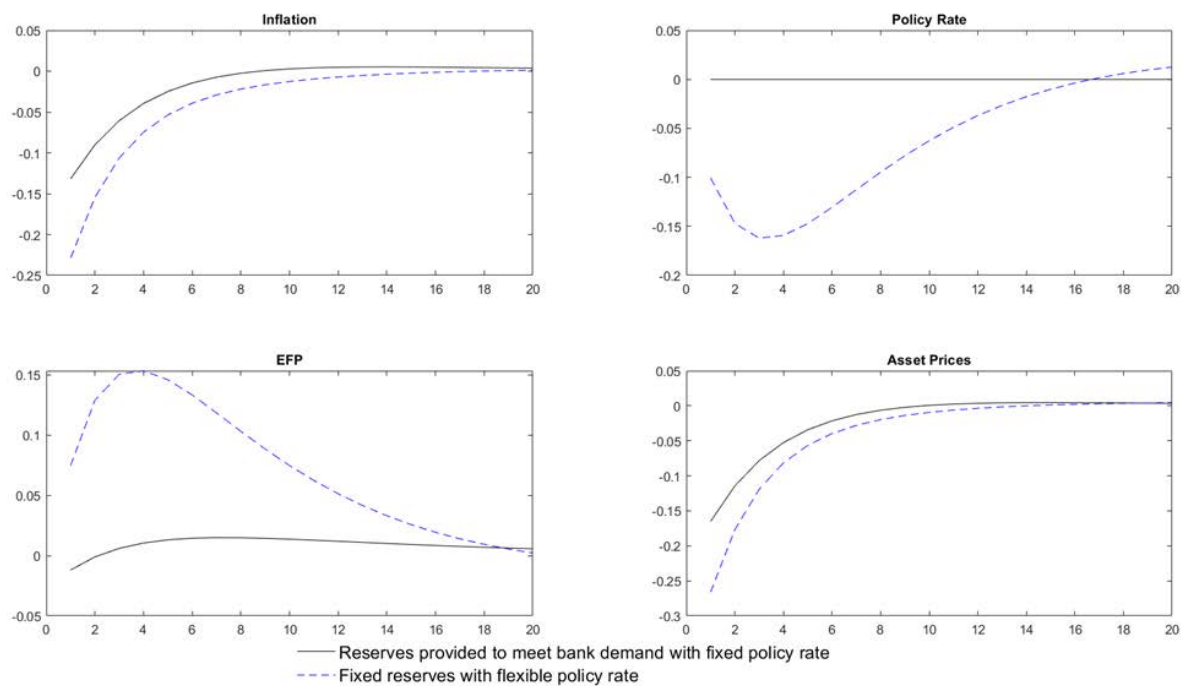 Inflation
Policy Rate
0.05
0
-0.05
-0.1
-0.15
-0.2
-0.25
0 2 4 6 8 10 12 14 16 18 20
0.05
0
-0.05
-0.1
-0.15
-0.2
0 2 4 6 8 10 12 14 16 18 20
EFP
Asset Prices
0.15
0.1
0.05
0
-0.05
0 2 4 6 8 10 12 14 16 18 20
0.05
0
-0.05
-0.1
-0.15
-0.2
-0.25
-0.3
0 2 4 6 8 10 12 14 16 18 20
Reserves provided to meet bank demand with fixed policy rate
Fixed reserves with flexible policy rate